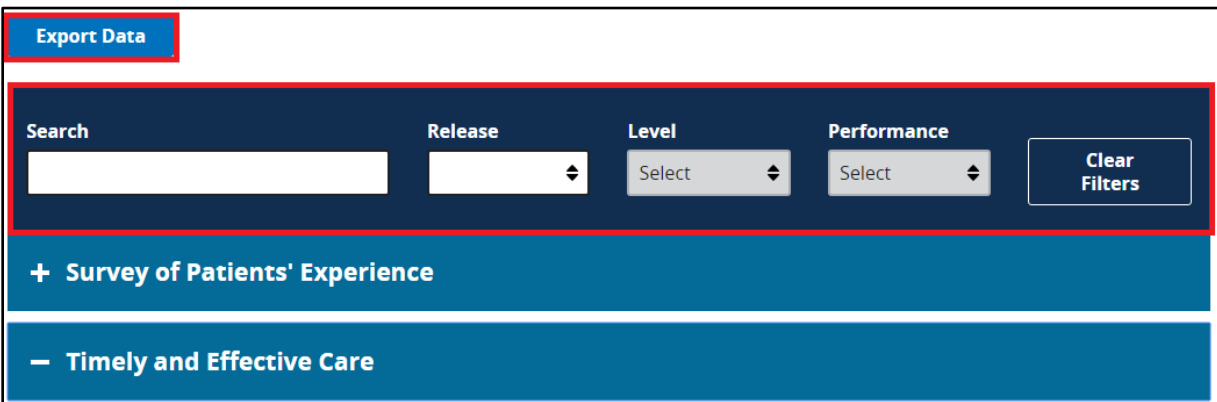 Export Data
Search Release Level Performance
Select Select Clear
Filters
+ Survey of Patients' Experience
− Timely and Effective Care